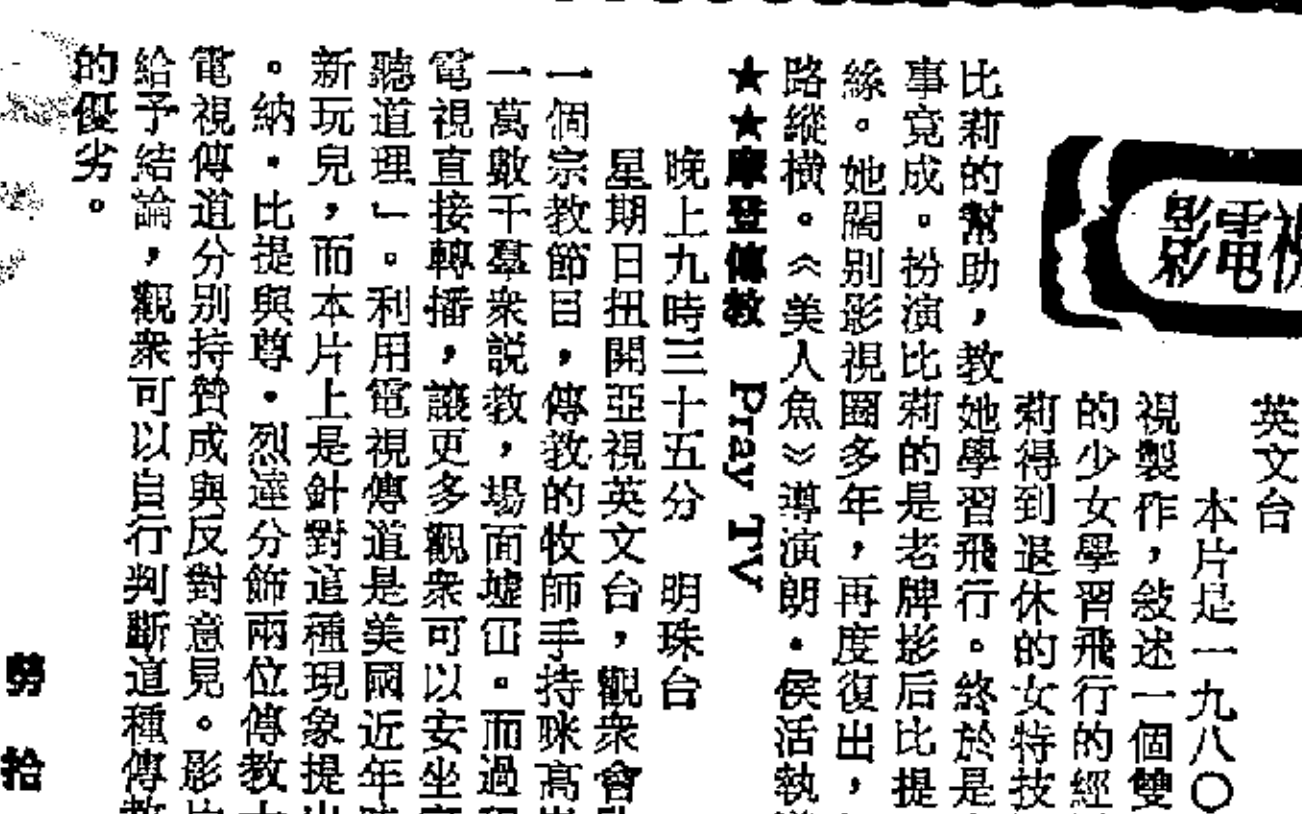 影電視
英文台
本片是一九八〇
視製作，敍述一個雙
的少女學習飛行的經
莉得到退休的女特技
比莉的幫助，教她學習飛行。終於是
事竟成。扮演比莉的是老牌影后比提
絲。她闊別影視圈多年，再度復出，
路縱橫。《美人魚》導演朗・侯活執
★★摩登傳教 Pray TV
晚上九時三十五分 明珠台
星期日扭開亞視英文台，觀衆會
一個宗教節目，傳教的牧師手持咪高
一萬數千羣衆説教，場面墟冚。而過
電視直接轉播，讓更多觀衆可以安坐
聽道理」。利用電視傳道是美國近年
新玩兒，而本片上是針對這種現象提出
。納・比提與尊・烈達分飾兩位傳教
電視傳道分别持贊成與反對意見。影片
給予結論，觀衆可以自行判斷這種傳教
的優劣。
勞 拾